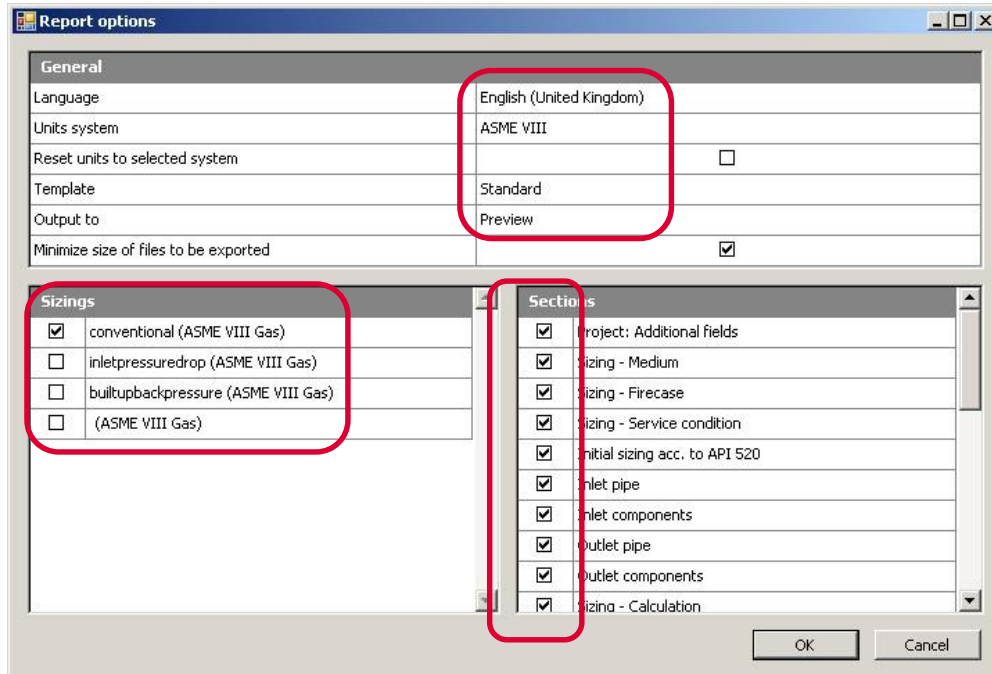 Report options
General
Language English (United Kingdom)
Units system ASME VIII
Reset units to selected system
Template Standard
Output to Preview
Minimize size of files to be exported
Sizings
conventional (ASME VIII Gas)
inletpressuredrop (ASME VIII Gas)
builtupbackpressure (ASME VIII Gas)
(ASME VIII Gas)
Sections
Project: Additional fields
Sizing - Medium
Sizing - Firecase
Sizing - Service condition
Initial sizing acc. to API 520
Inlet pipe
Inlet components
Outlet pipe
Outlet components
Sizing - Calculation
OK Cancel